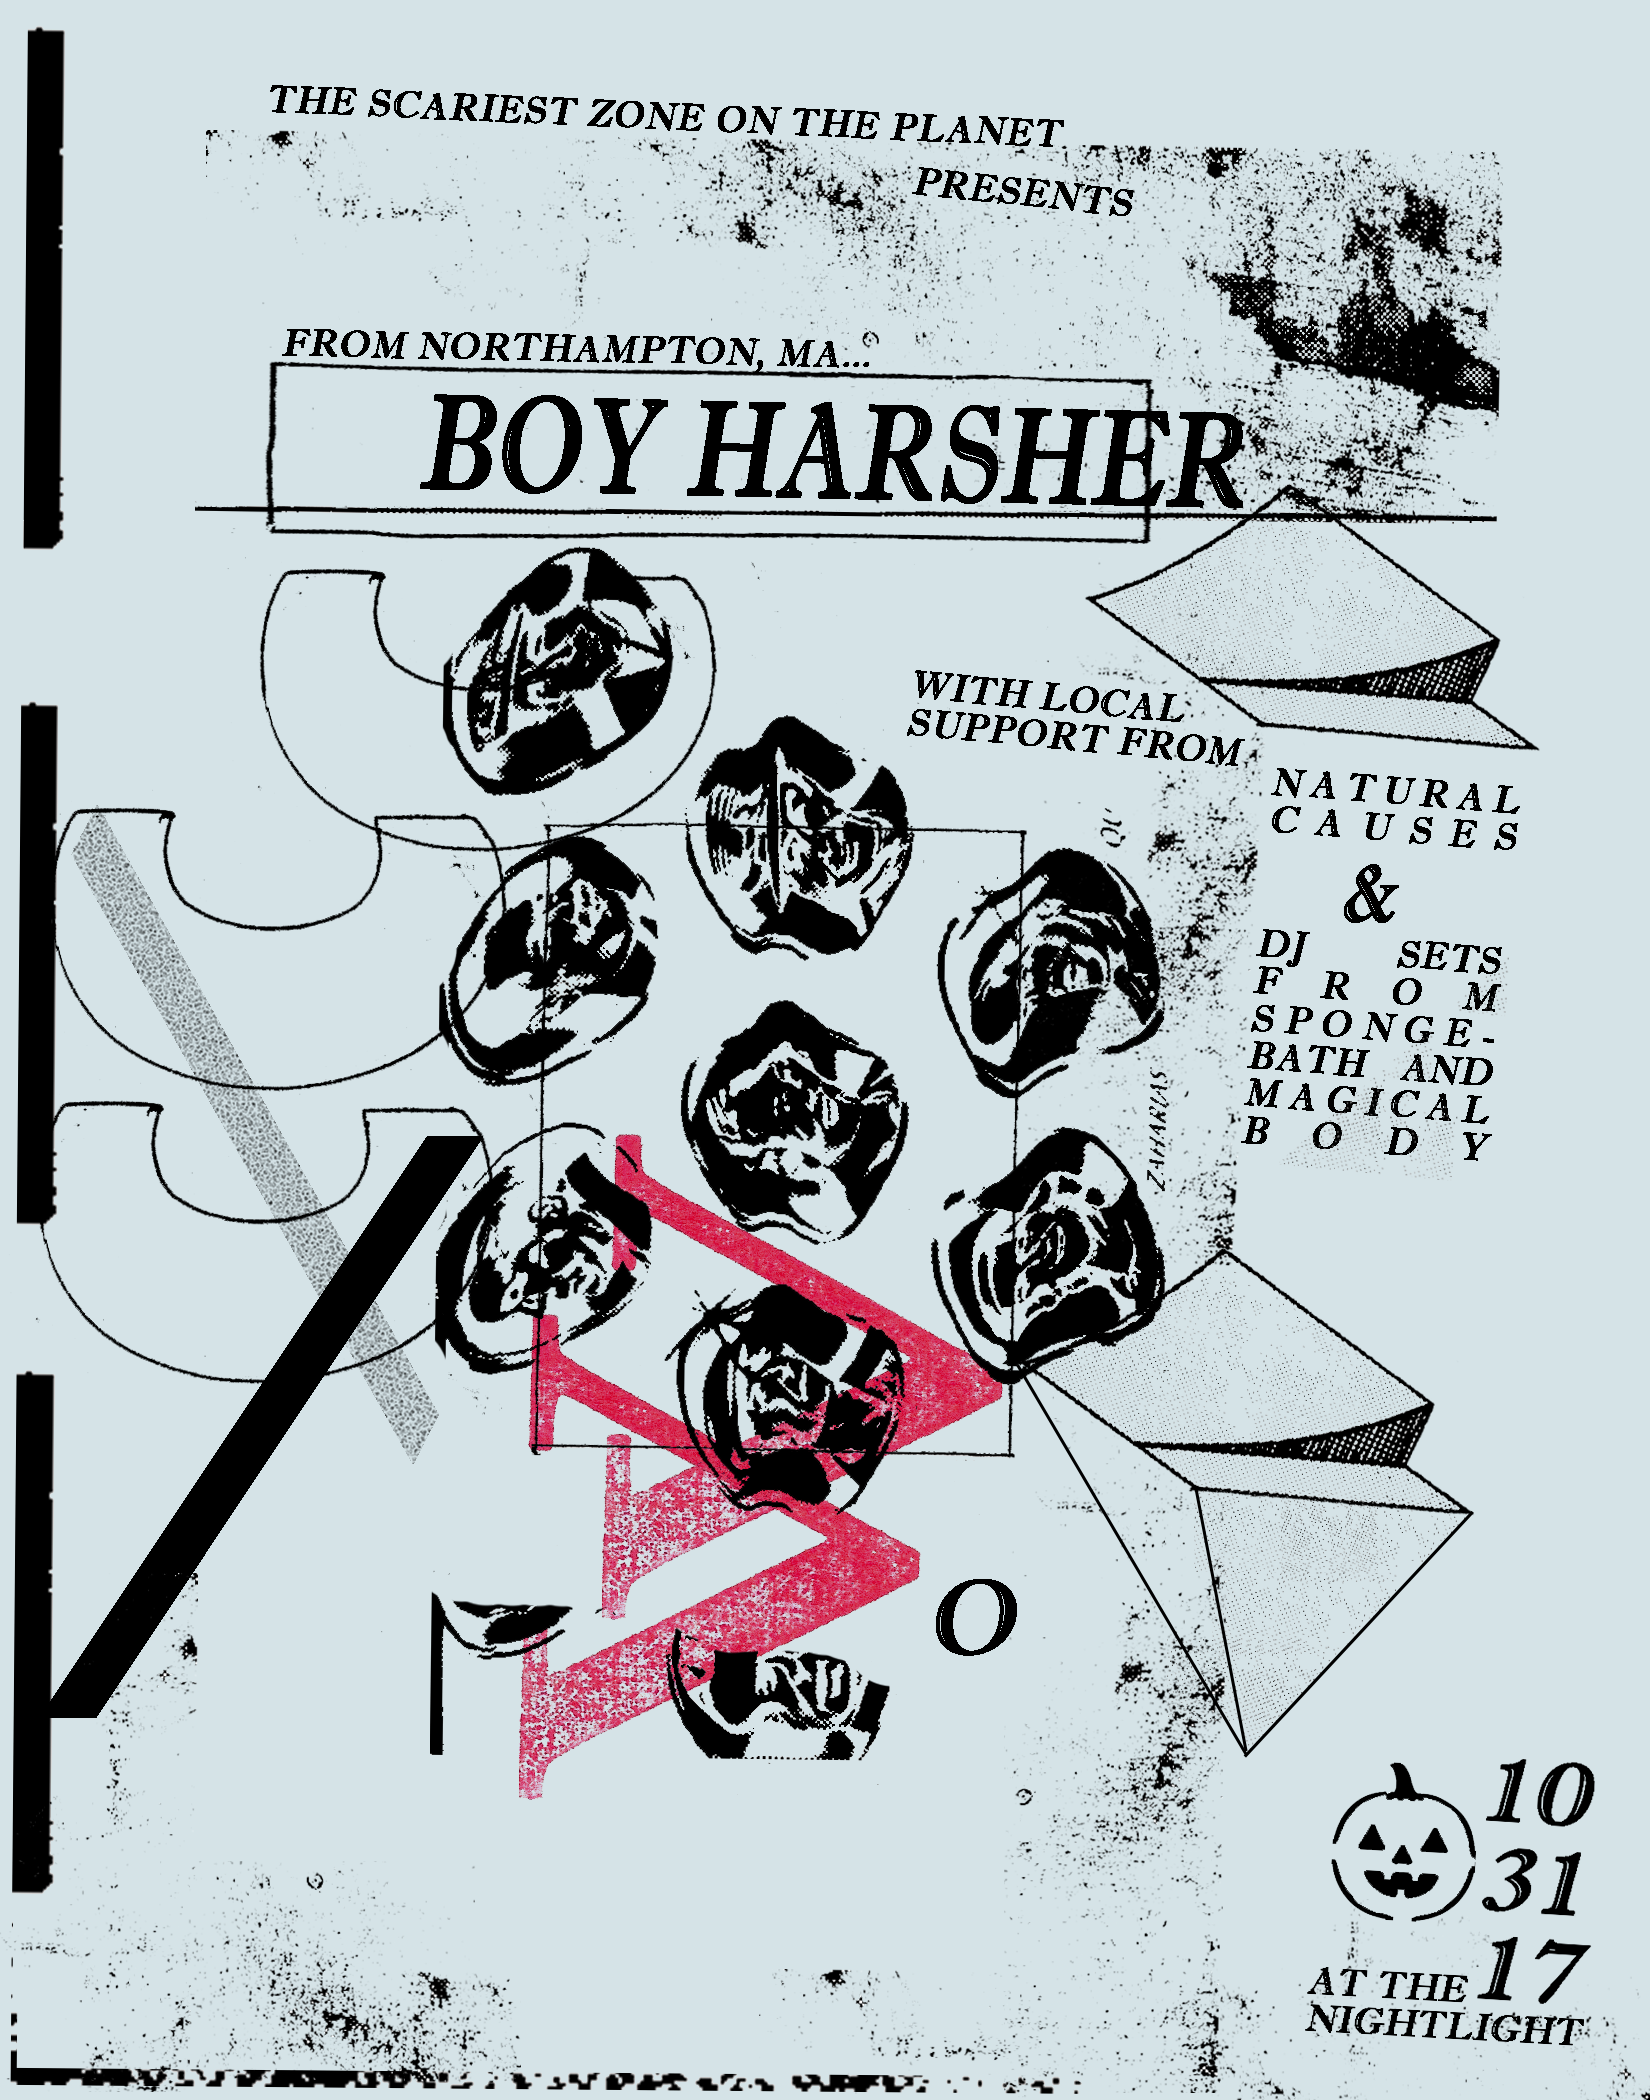 THE SCARIEST ZONE ON THE PLANET
PRESENTS
FROM NORTHAMPTON, MA...
BOY HARSHER
WITH LOCAL
SUPPORT FROM
NATURAL
CAUSES
&
DJ SETS
FROM
SPONGE-
BATH AND
MAGICAL
BODY
ZAHARIAS
O
10
31
17
AT THE
NIGHTLIGHT